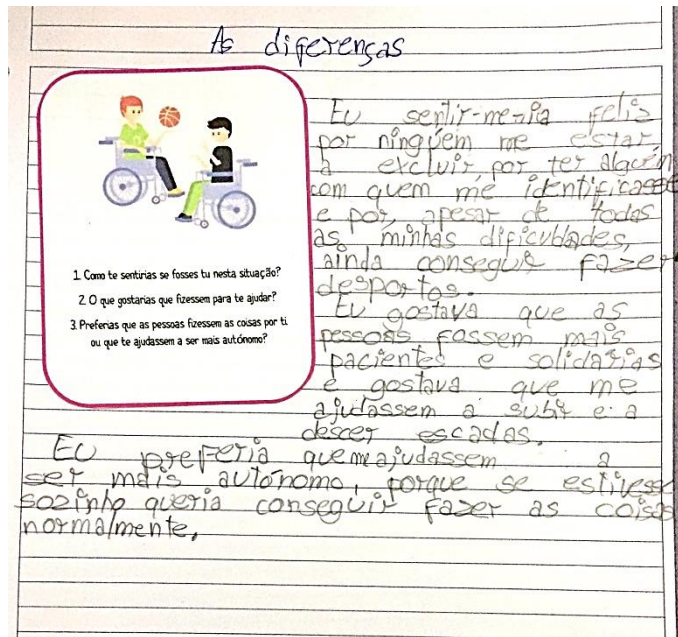 As diferenças
1. Como te sentirias se fosses tu nesta situação?
2. O que gostarias que fizessem para te ajudar?
3. Preferias que as pessoas fizessem as coisas por ti
ou que te ajudassem a ser mais autónomo?
Eu sentir-me-ia feliz
por ninguém me estar
a excluir, por ter alguém
com quem me identificasse
e por, apesar de todas
as minhas dificuldades,
ainda conseguir fazer
desportos.
Eu gostava que as
pessoas fossem mais
pacientes e solidárias
e gostava que me
ajudassem a subir e a
descer escadas.
Eu preferia que me ajudassem a
ser mais autónomo, porque se estivesse
sozinho queria conseguir fazer as coisas
normalmente.